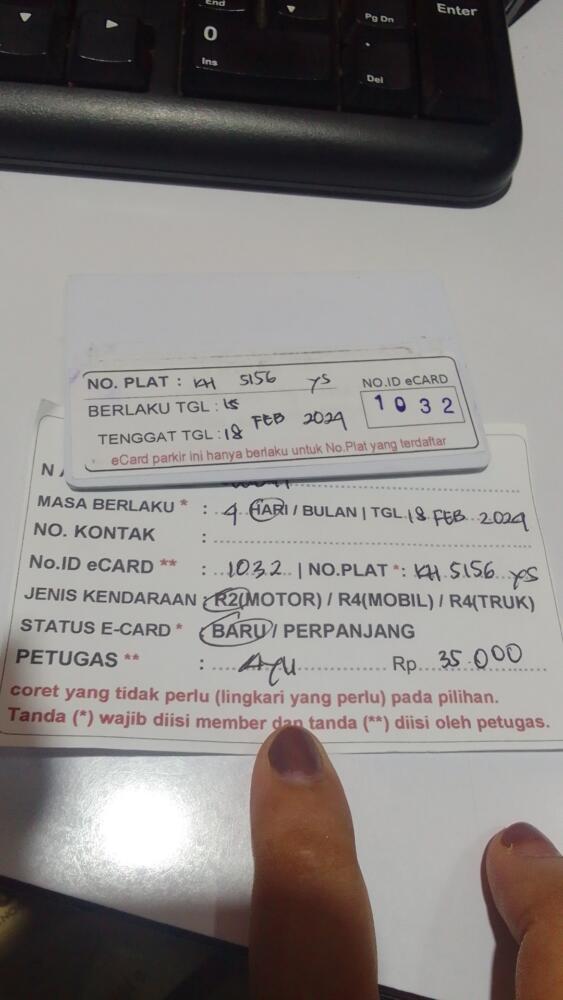 End
0
Ins
Pg Dn
.
Del
Enter
NO. PLAT : KH 5156 YS
NO.ID eCARD
1032
BERLAKU TGL : 15
TENGGAT TGL : 18 FEB 2024
eCard parkir ini hanya berlaku untuk No.Plat yang terdaftar
MASA BERLAKU * : 4 HARI / BULAN | TGL 18 FEB 2024
NO. KONTAK :
No.ID eCARD ** : 1032 | NO.PLAT *: KH 5156 YS
JENIS KENDARAAN : R2(MOTOR) / R4(MOBIL) / R4(TRUK)
STATUS E-CARD * : BARU / PERPANJANG
PETUGAS ** : Ayu Rp. 35.000
coret yang tidak perlu (lingkari yang perlu) pada pilihan.
Tanda (*) wajib diisi member dan tanda (**) diisi oleh petugas.